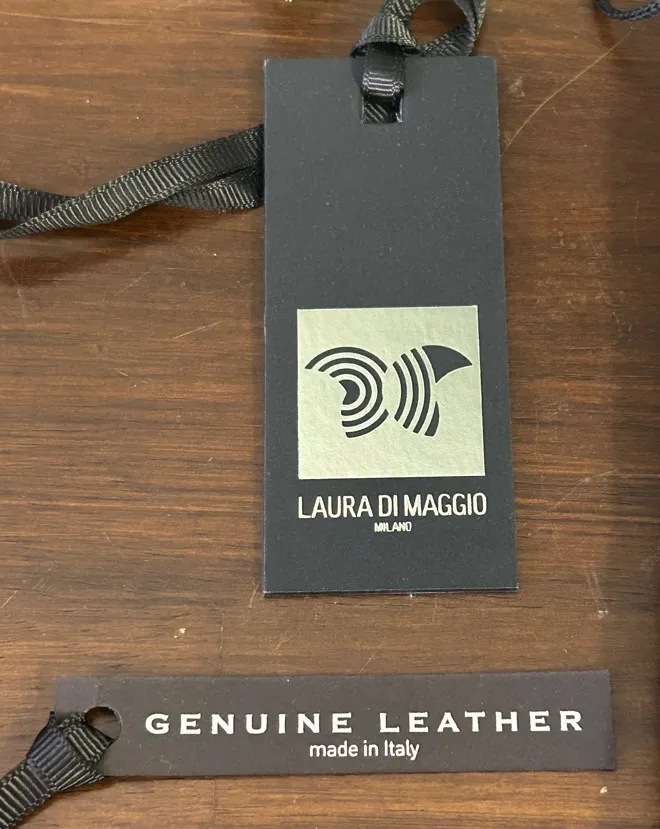 LAURA DI MAGGIO
MILANO
GENUINE LEATHER
made in Italy